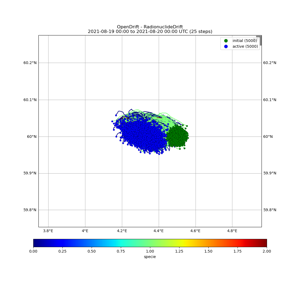 OpenDrift - RadionuclideDrift
2021-08-19 00:00 to 2021-08-20 00:00 UTC (25 steps)
initial (5000)
active (5000)
60.2°N
60.2°N
60.1°N
60.1°N
60°N
60°N
59.9°N
59.9°N
59.8°N
59.8°N
3.8°E
4°E
4.2°E
4.4°E
4.6°E
4.8°E
0.00
0.25
0.50
0.75
1.00
1.25
1.50
1.75
2.00
specie